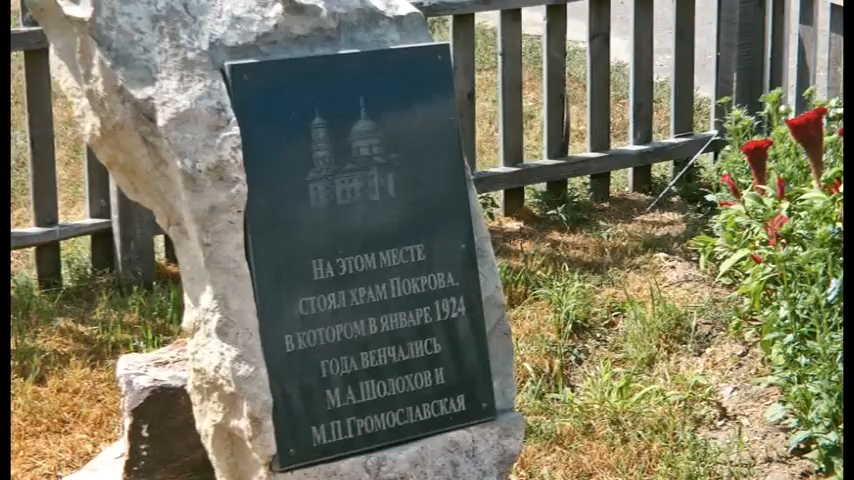 На этом месте
стоял храм Покрова,
в котором в январе 1924
года венчались
М.А.Шолохов и
М.П.Громославская